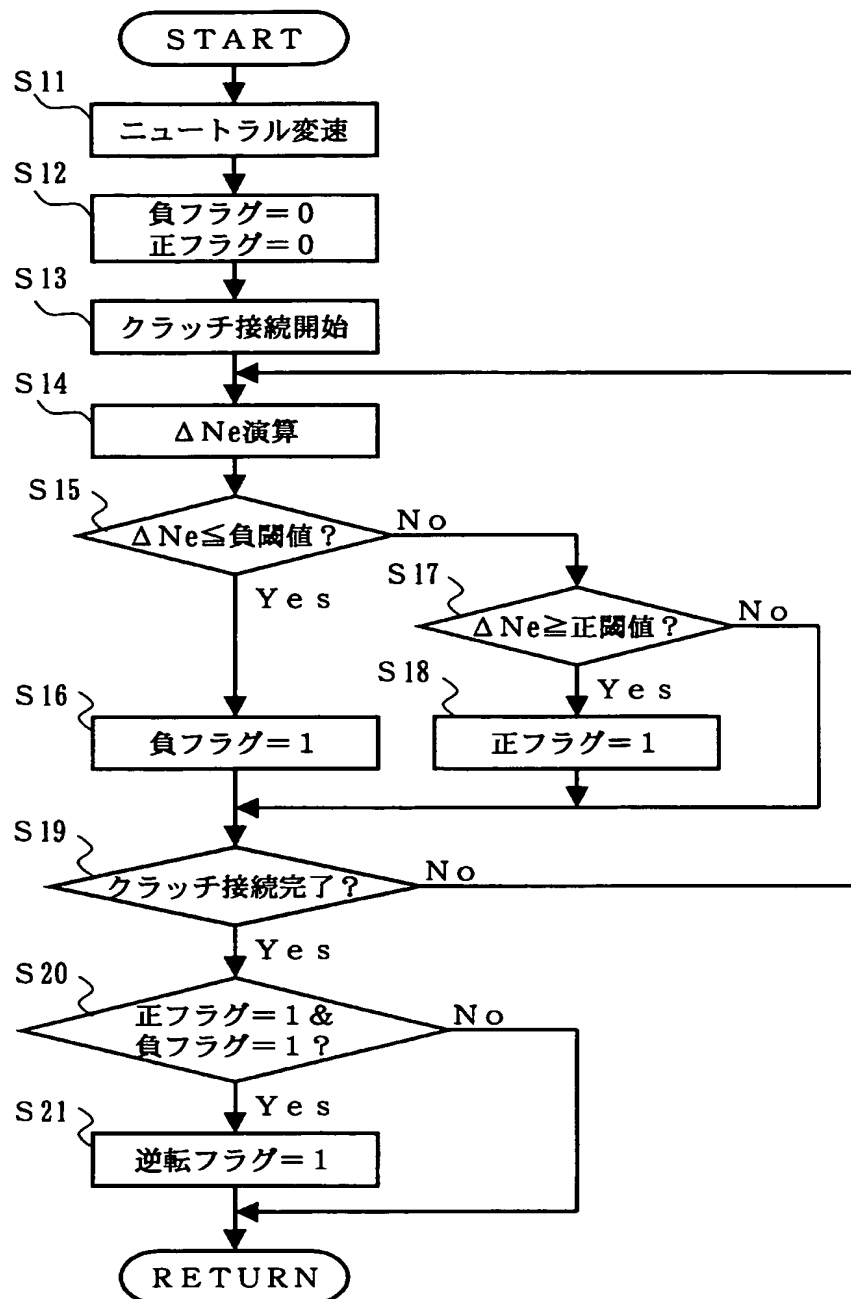 START
S11
ニュートラル変速
S12
負フラグ=0
正フラグ=0
S13
クラッチ接続開始
S14
ΔNe演算
S15
ΔNe≦負閾値?
No
Yes
S17
ΔNe≧正閾値?
No
Yes
S16
負フラグ=1
S18
正フラグ=1
S19
クラッチ接続完了?
No
Yes
S20
正フラグ=1&
負フラグ=1?
No
Yes
S21
逆転フラグ=1
RETURN